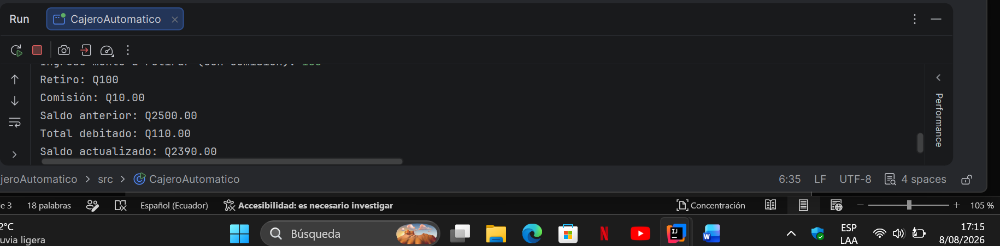 Run CajeroAutomatico
Retiro: Q100
Comisión: Q10.00
Saldo anterior: Q2500.00
Total debitado: Q110.00
Saldo actualizado: Q2390.00
Performance
jeroAutomatico > src > CajeroAutomatico 6:35 LF UTF-8 4 spaces
e 3 18 palabras Español (Ecuador) Accesibilidad: es necesario investigar Concentración 105 %
2°C
uvia ligera
Búsqueda
ESP
LAA
17:15
8/08/2026